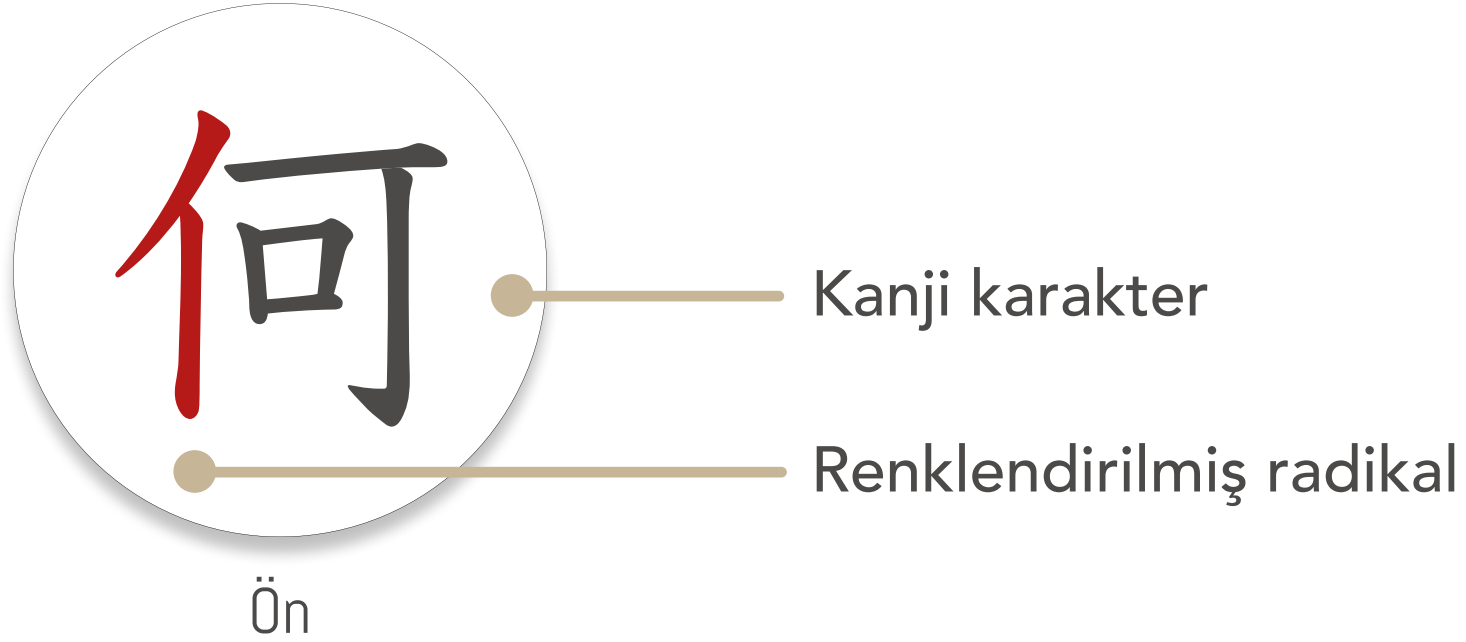 何
Kanji karakter
Renklendirilmiş radikal
Ön